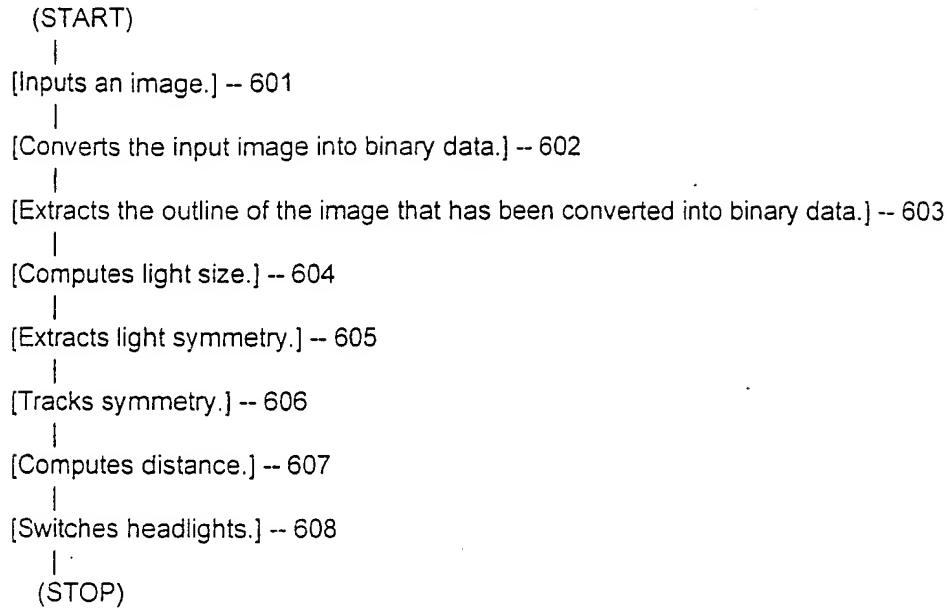 (START)
|
[Inputs an image.] -- 601
|
[Converts the input image into binary data.] -- 602
|
[Extracts the outline of the image that has been converted into binary data.] -- 603
|
[Computes light size.] -- 604
|
[Extracts light symmetry.] -- 605
|
[Tracks symmetry.] -- 606
|
[Computes distance.] -- 607
|
[Switches headlights.] -- 608
|
(STOP)